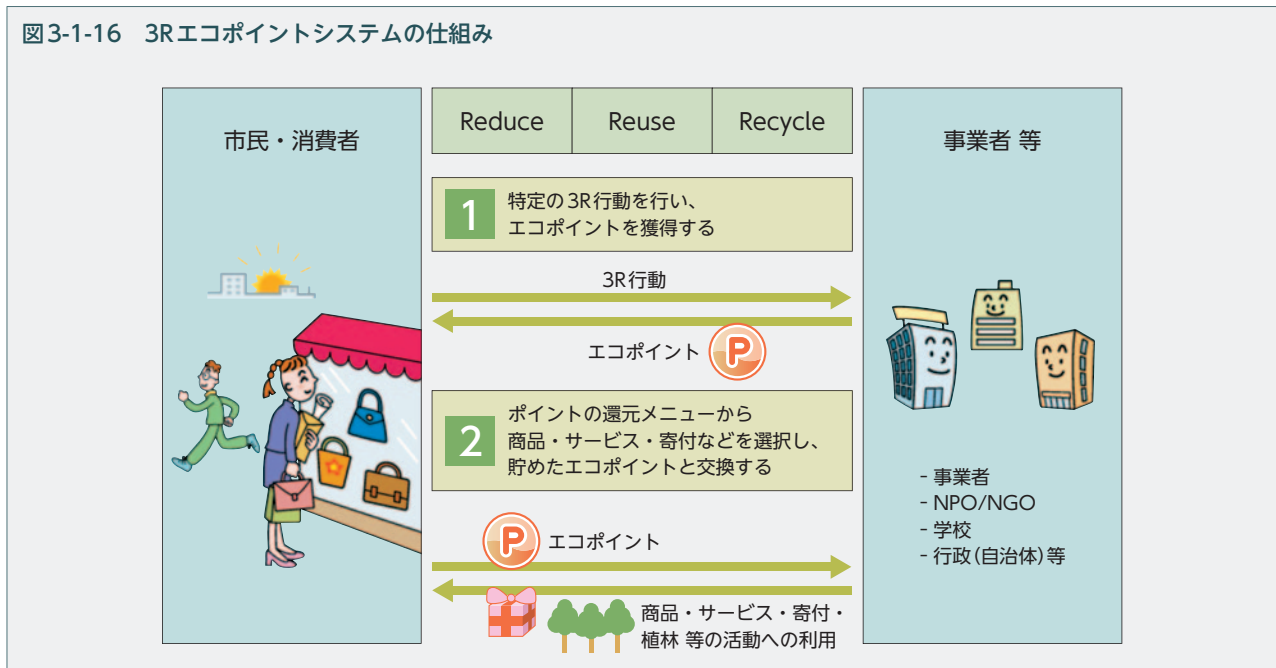 図3-1-16 3Rエコポイントシステムの仕組み
市民・消費者
Reduce
Reuse
Recycle
事業者 等
1
特定の3R行動を行い、
エコポイントを獲得する
3R行動
エコポイント
P
2
ポイントの還元メニューから
商品・サービス・寄付などを選択し、
貯めたエコポイントと交換する
- 事業者
- NPO/NGO
- 学校
- 行政(自治体)等
P
エコポイント
商品・サービス・寄付・
植林 等の活動への利用